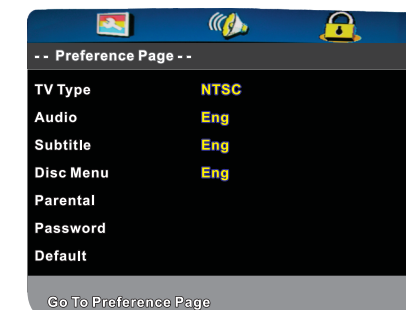 -- Preference Page --
TV Type NTSC
Audio Eng
Subtitle Eng
Disc Menu Eng
Parental
Password
Default
Go To Preference Page